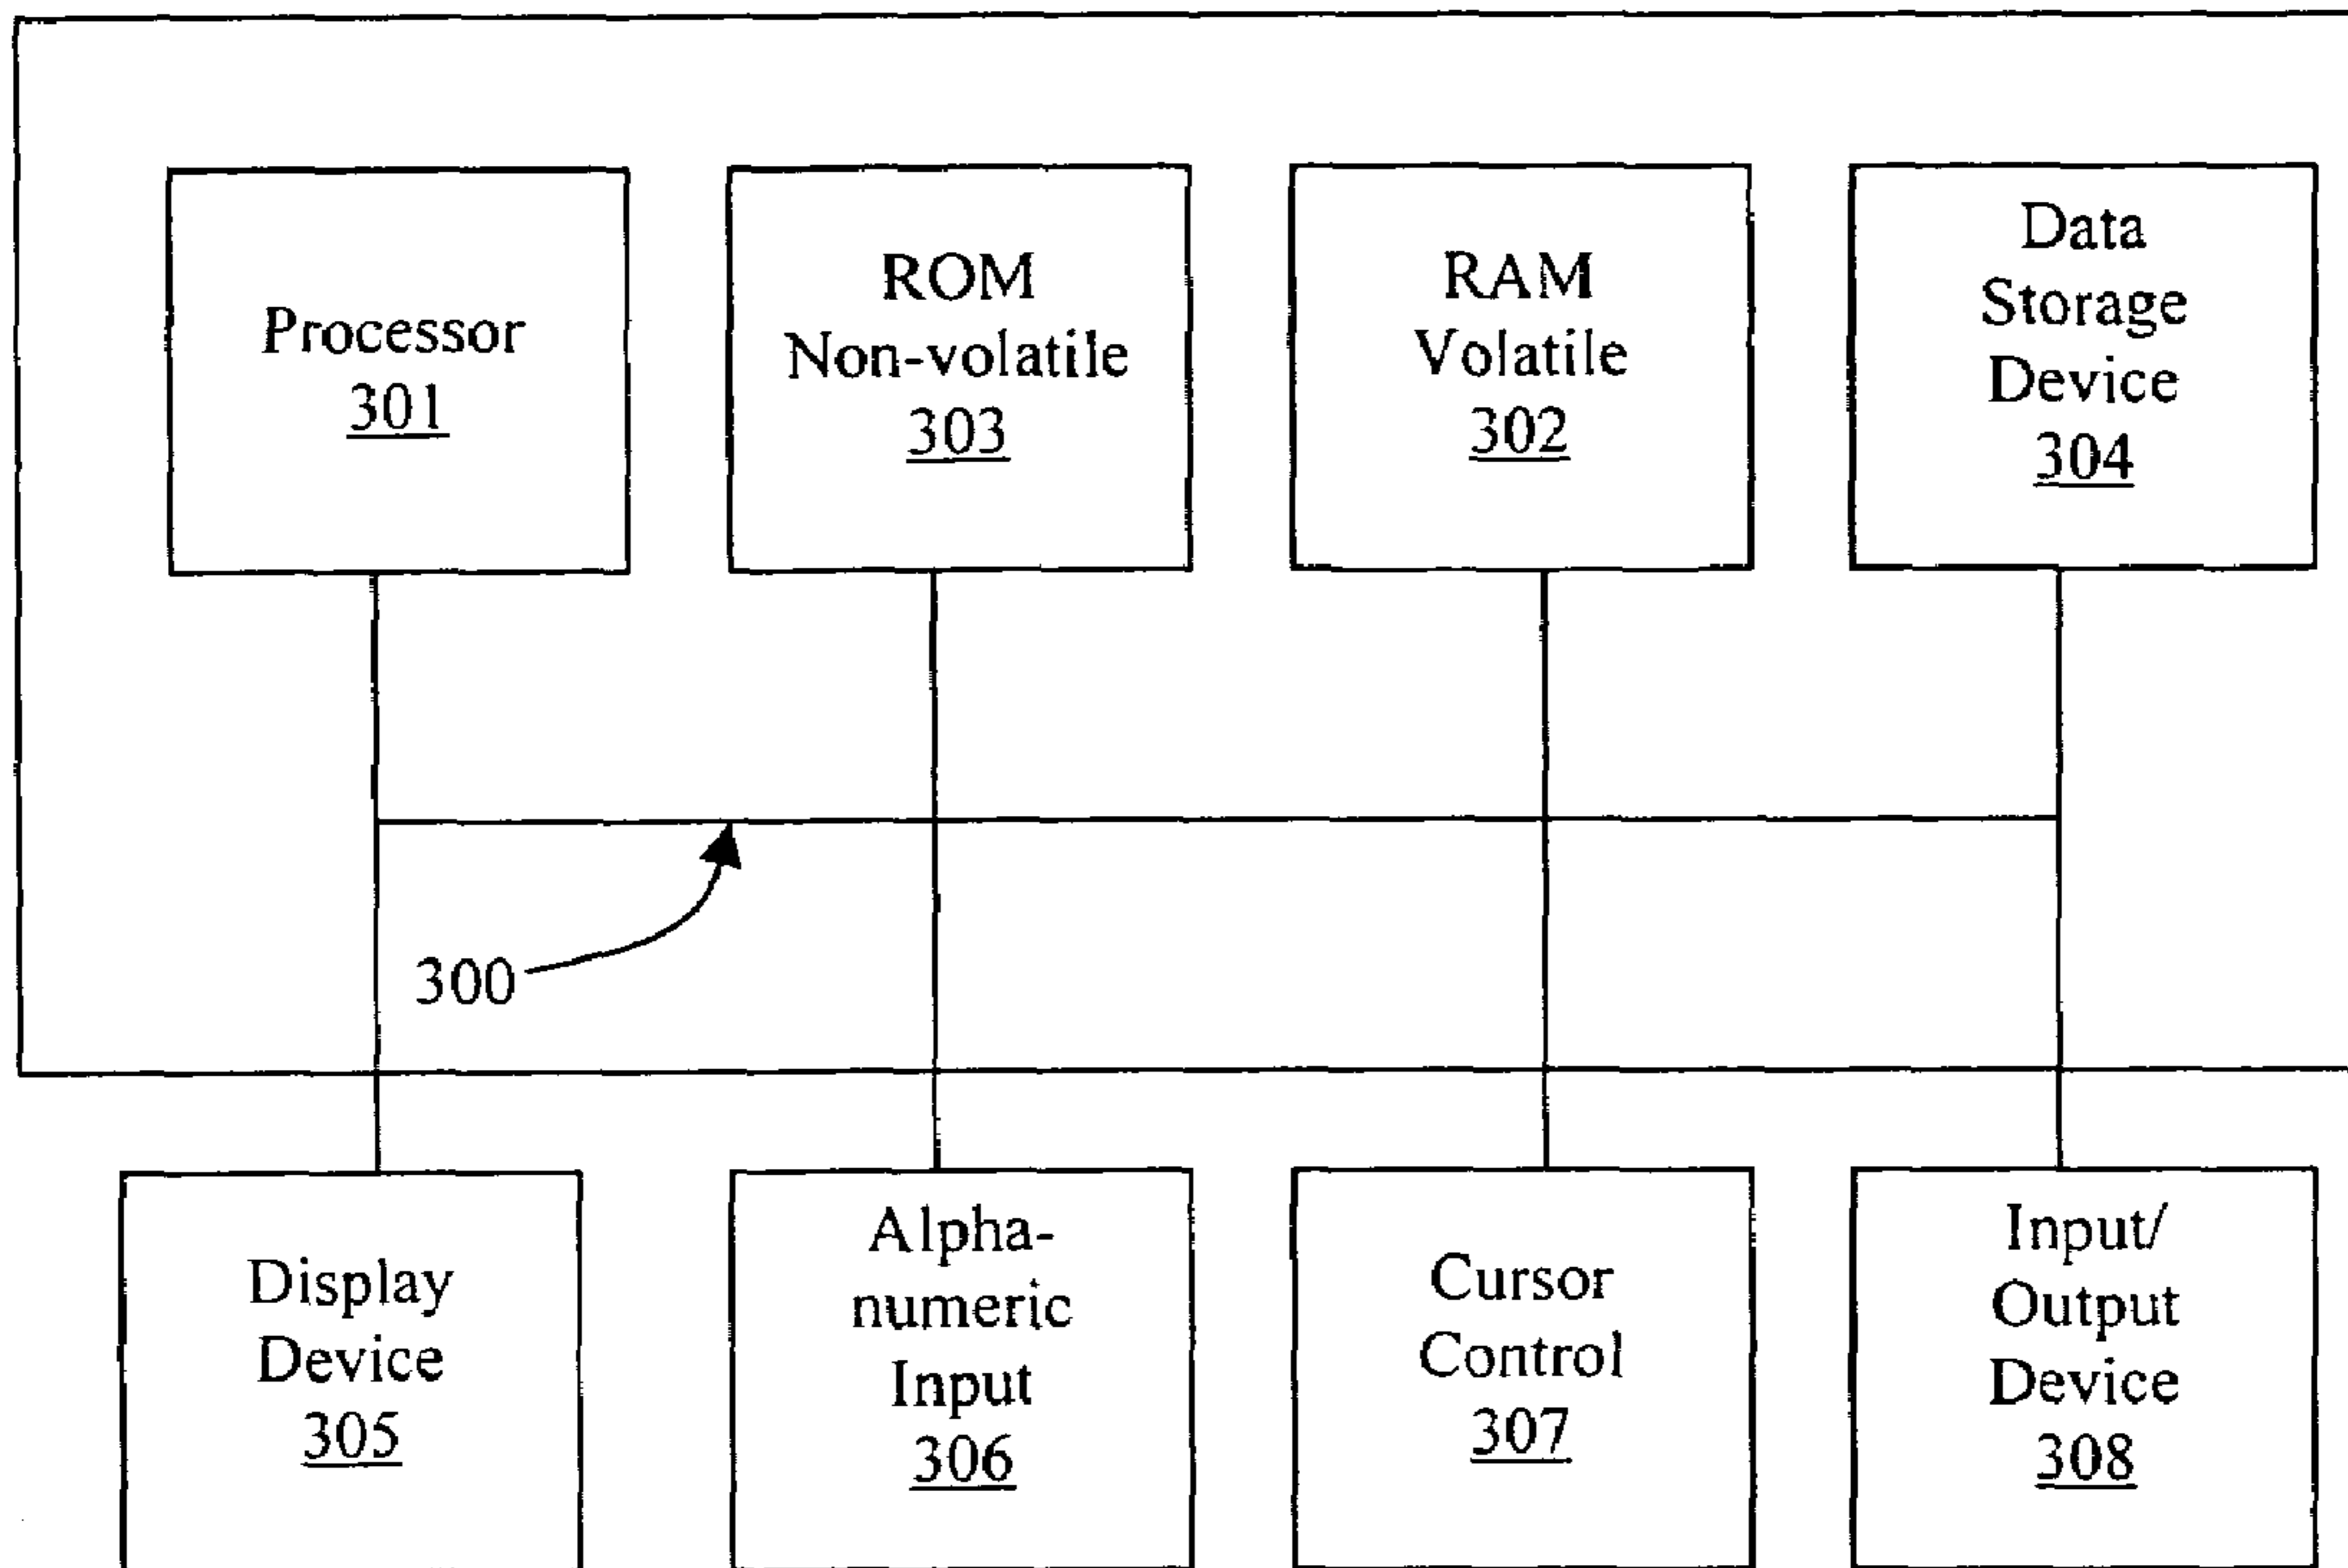 Processor
301
ROM
Non-volatile
303
RAM
Volatile
302
Data
Storage
Device
304
300
Display
Device
305
Alpha-
numeric
Input
306
Cursor
Control
307
Input/
Output
Device
308